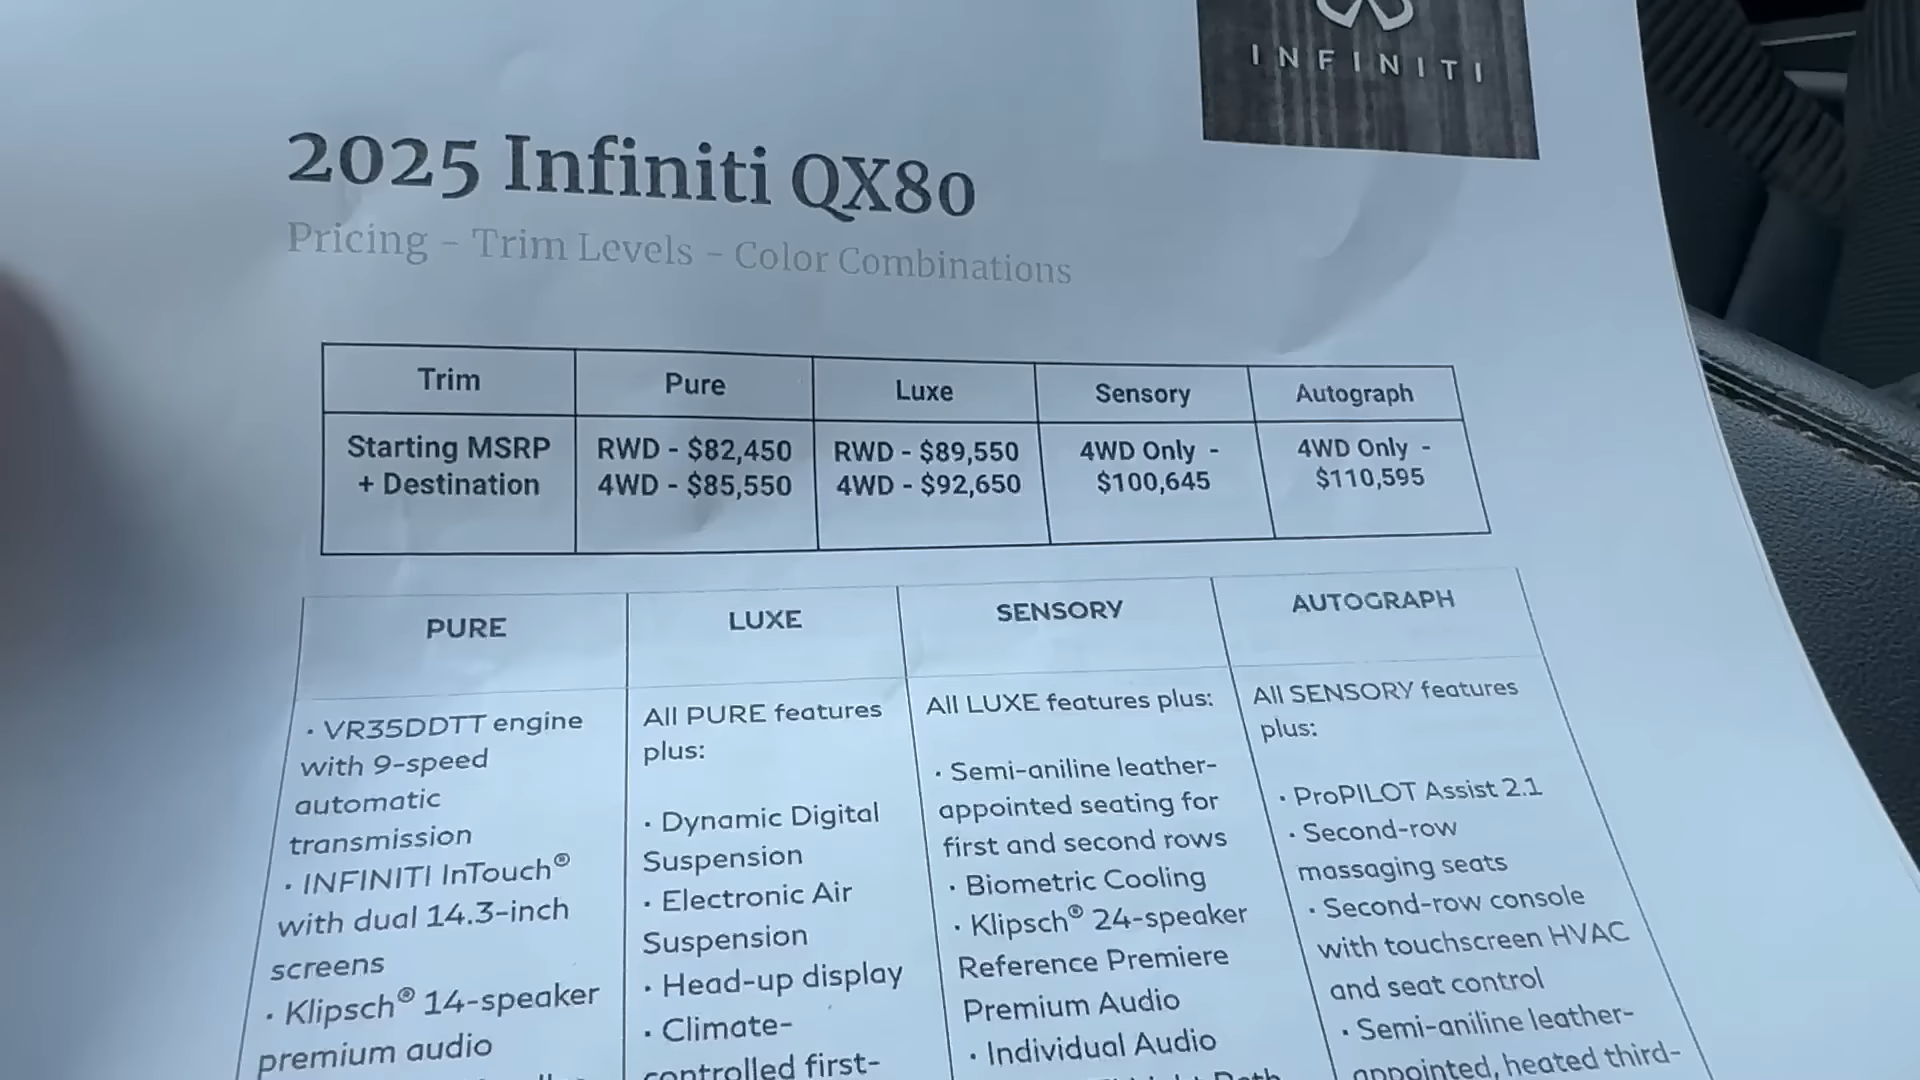 INFINITI
2025 Infiniti QX80
Pricing - Trim Levels - Color Combinations
Trim
Pure
Luxe
Sensory
Autograph
Starting MSRP
+ Destination
RWD - $82,450
4WD - $85,550
RWD - $89,550
4WD - $92,650
4WD Only -
$100,645
4WD Only -
$110,595
PURE
· VR35DDTT engine
with 9-speed
automatic
transmission
· INFINITI InTouch®
with dual 14.3-inch
screens
· Klipsch® 14-speaker
premium audio
LUXE
All PURE features
plus:
· Dynamic Digital
Suspension
· Electronic Air
Suspension
· Head-up display
· Climate-
controlled first-
SENSORY
All LUXE features plus:
· Semi-aniline leather-
appointed seating for
first and second rows
· Biometric Cooling
· Klipsch® 24-speaker
Reference Premiere
Premium Audio
· Individual Audio
AUTOGRAPH
All SENSORY features
plus:
· ProPILOT Assist 2.1
· Second-row
massaging seats
· Second-row console
with touchscreen HVAC
and seat control
· Semi-aniline leather-
appointed, heated third-